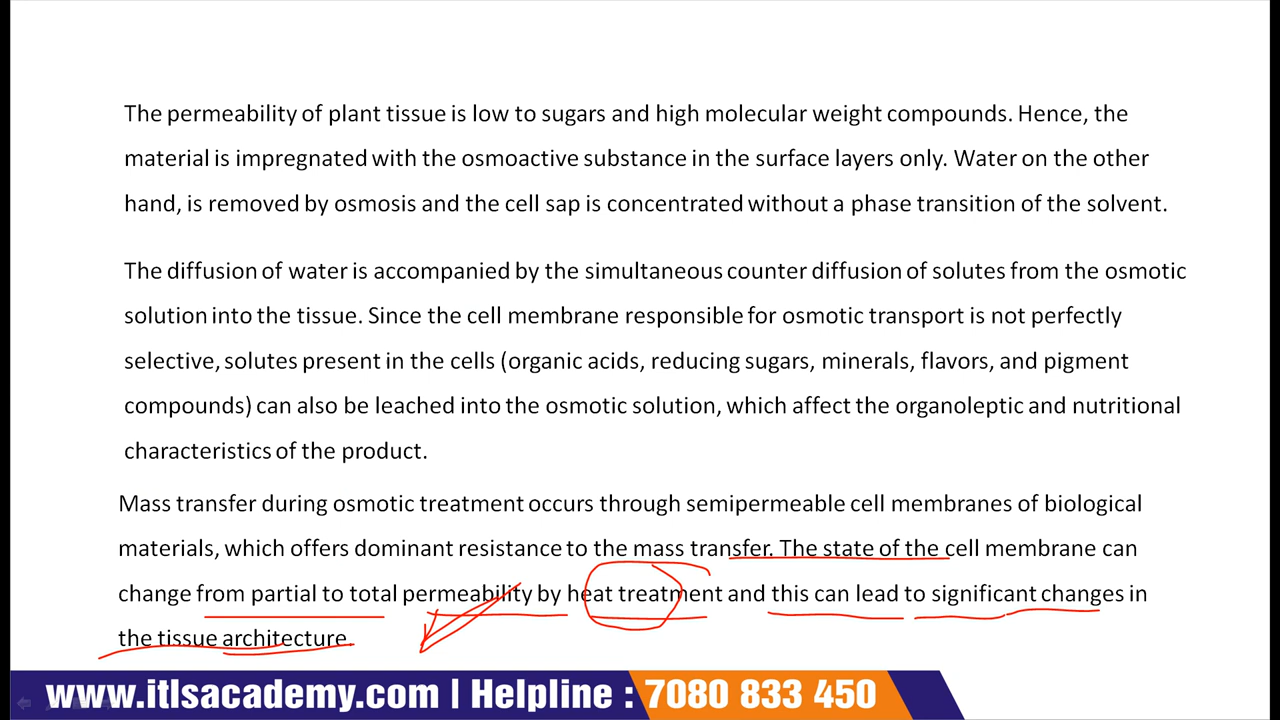 The permeability of plant tissue is low to sugars and high molecular weight compounds. Hence, the
material is impregnated with the osmoactive substance in the surface layers only. Water on the other
hand, is removed by osmosis and the cell sap is concentrated without a phase transition of the solvent.
The diffusion of water is accompanied by the simultaneous counter diffusion of solutes from the osmotic
solution into the tissue. Since the cell membrane responsible for osmotic transport is not perfectly
selective, solutes present in the cells (organic acids, reducing sugars, minerals, flavors, and pigment
compounds) can also be leached into the osmotic solution, which affect the organoleptic and nutritional
characteristics of the product.
Mass transfer during osmotic treatment occurs through semipermeable cell membranes of biological
materials, which offers dominant resistance to the mass transfer. The state of the cell membrane can
change from partial to total permeability by heat treatment and this can lead to significant changes in
the tissue architecture.
www.itlsacademy.com | Helpline : 7080 833 450